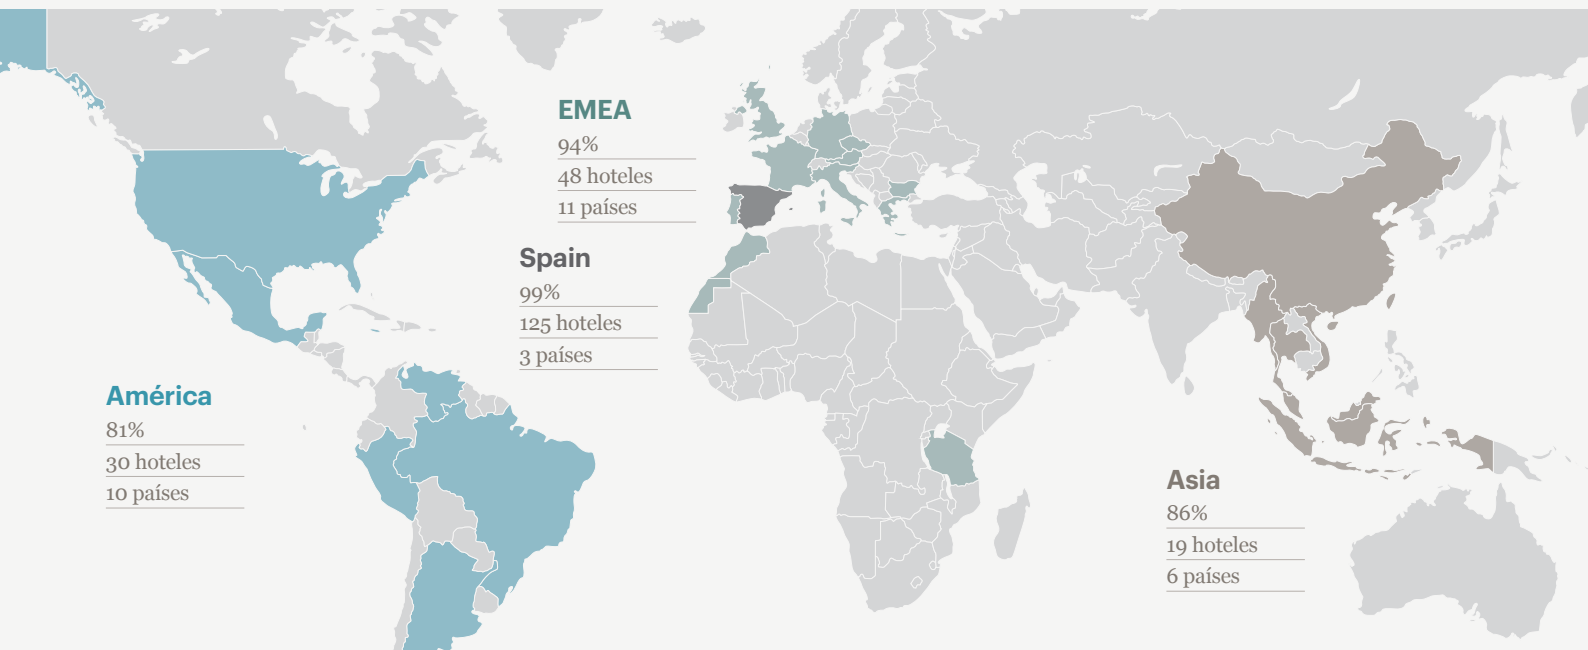 EMEA
94%
48 hoteles
11 países
Spain
99%
125 hoteles
3 países
América
81%
30 hoteles
10 países
Asia
86%
19 hoteles
6 países